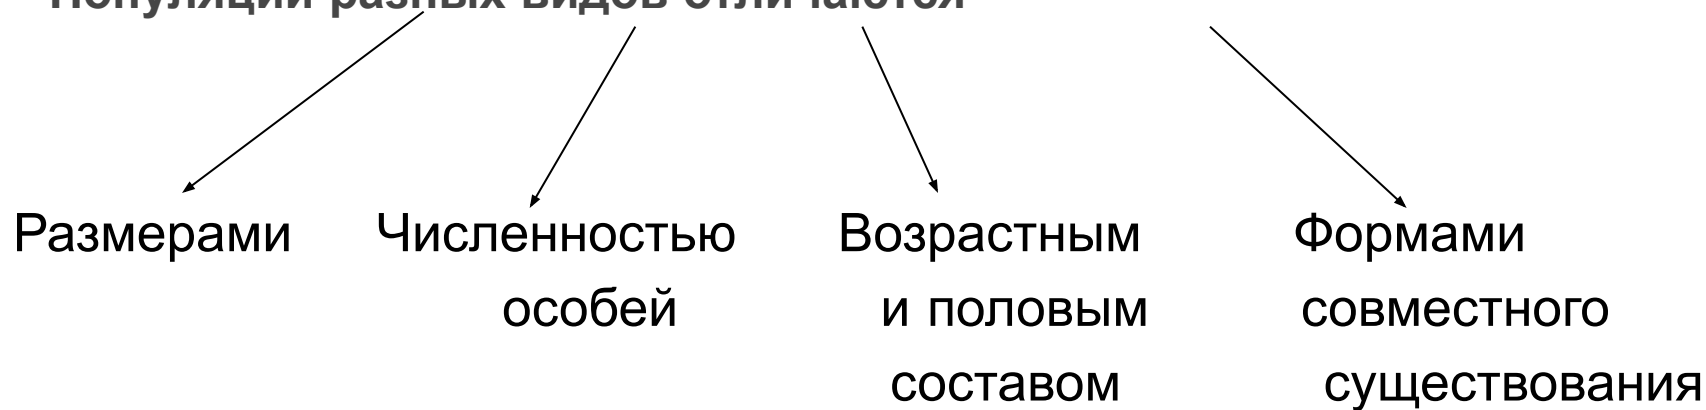 Популяции разных видов отличаются
Размерами Численностью Возрастным Формами
особей и половым совместного
составом существования